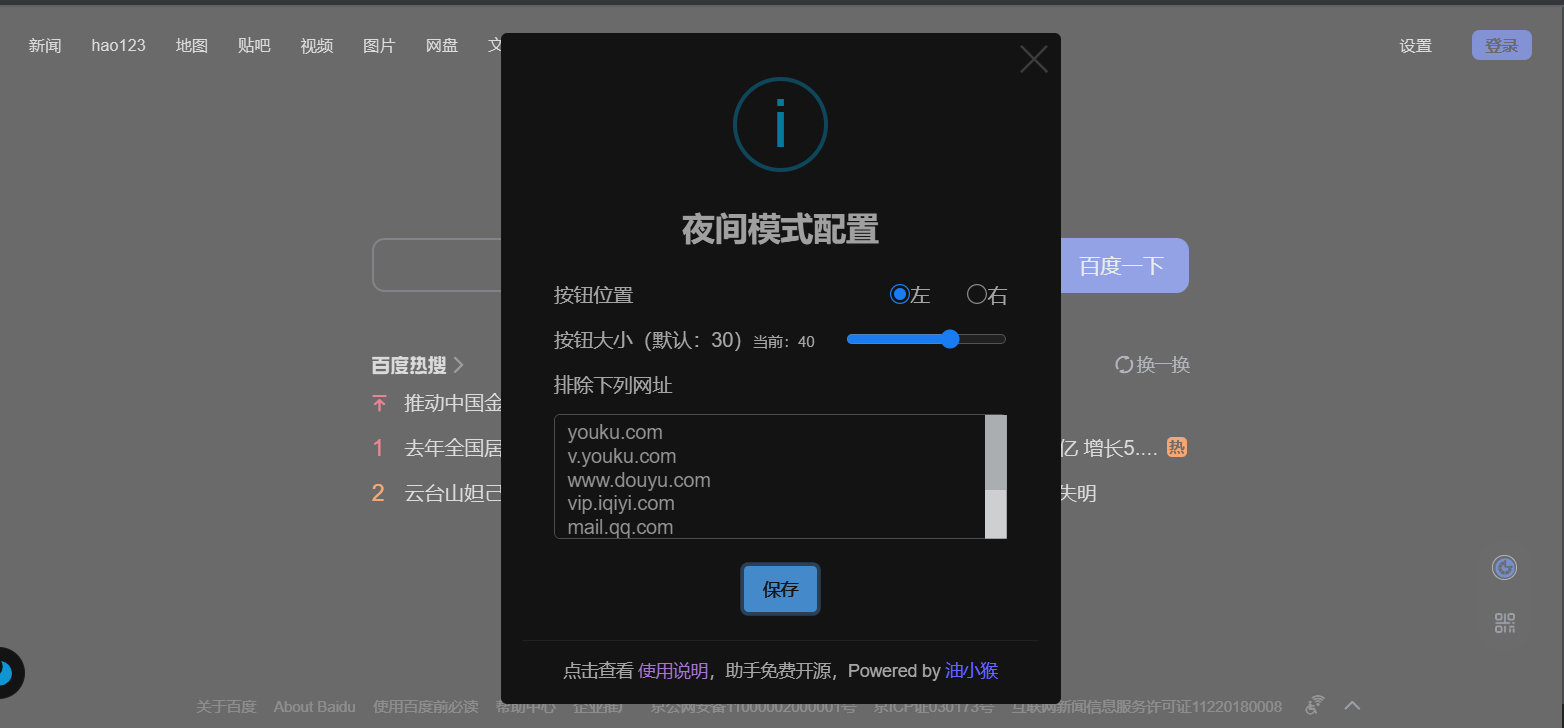 新闻 hao123 地图 贴吧 视频 图片 网盘 文
设置 登录
i
夜间模式配置
按钮位置 左 右
百度一下
按钮大小（默认：30）当前：40
百度热搜 换一换
排除下列网址
推动中国金
youku.com
1 去年全国居 亿 增长5.... 热
v.youku.com
www.douyu.com
2 云台山妲己 失明
vip.iqiyi.com
mail.qq.com
保存
点击查看 使用说明，助手免费开源，Powered by 油小猴
关于百度 About Baidu 使用百度前必读 帮助中心 企业推广 京公网安备11000002000001号 京ICP证030173号 互联网新闻信息服务许可证11220180008